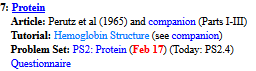 7: Protein
Article: Perutz et al (1965) and companion (Parts I-III)
Tutorial: Hemoglobin Structure (see companion)
Problem Set: PS2: Protein (Feb 17) (Today: PS2.4)
Questionnaire